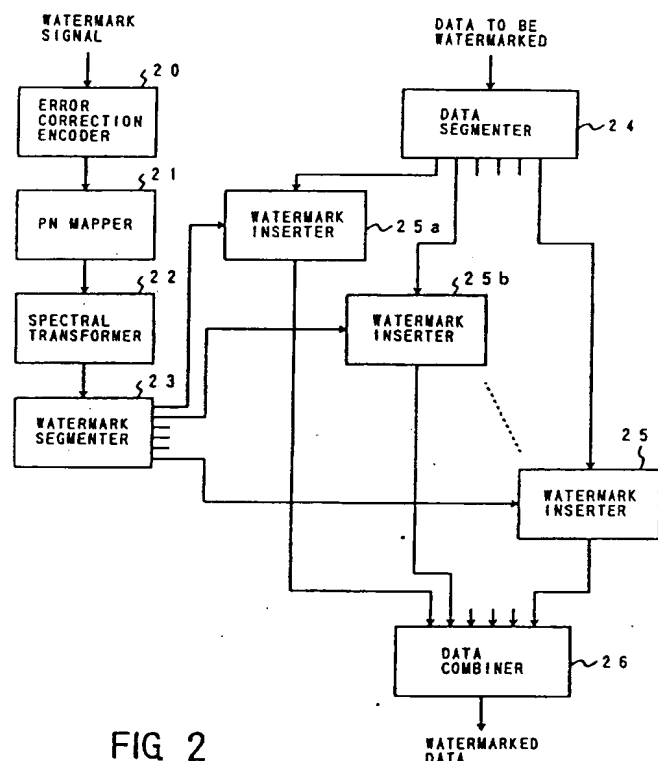 WATERMARK
SIGNAL
20
ERROR
CORRECTION
ENCODER
21
PN MAPPER
22
SPECTRAL
TRANSFORMER
23
WATERMARK
SEGMENTER
DATA TO BE
WATERMARKED
DATA
SEGMENTER
24
WATERMARK
INSERTER
25a
25b
WATERMARK
INSERTER
25
WATERMARK
INSERTER
DATA
COMBINER
26
WATERMARKED
DATA
FIG 2